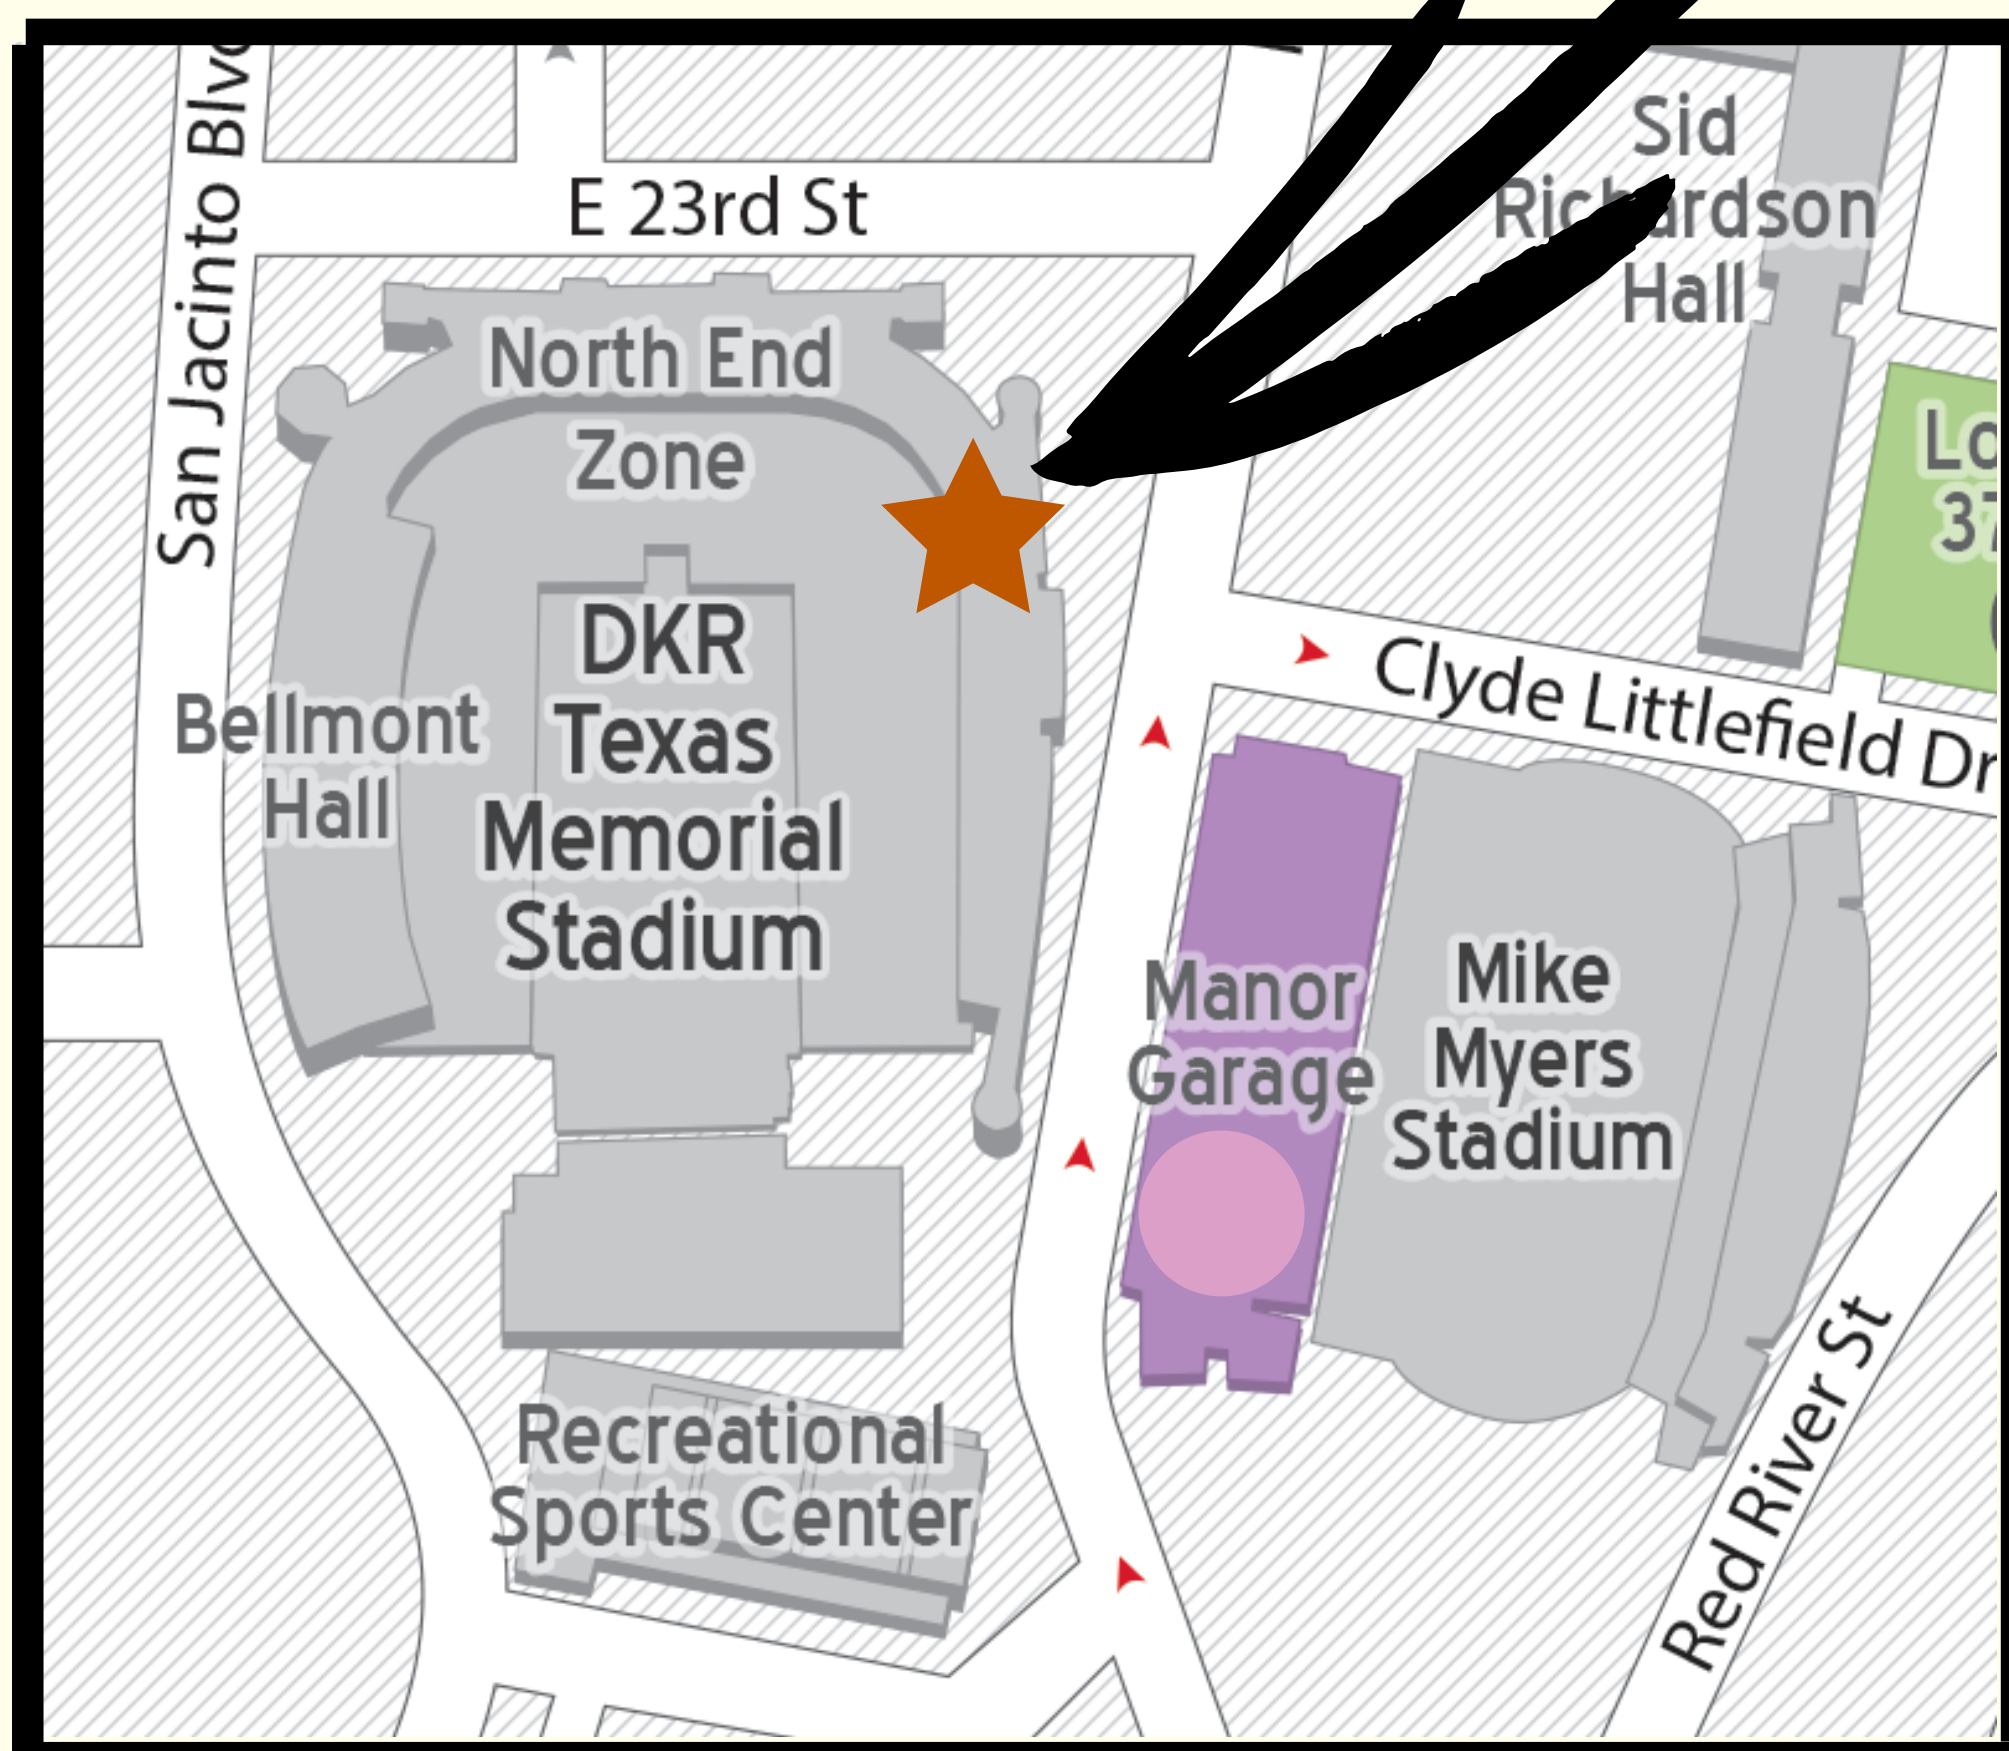 San Jacinto Blvd
E 23rd St
Sid
Richardson
Hall
North End
Zone
DKR
Texas
Memorial
Stadium
Bellmont
Hall
Clyde Littlefield Dr
Manor
Garage
Mike
Myers
Stadium
Recreational
Sports Center
Red River St